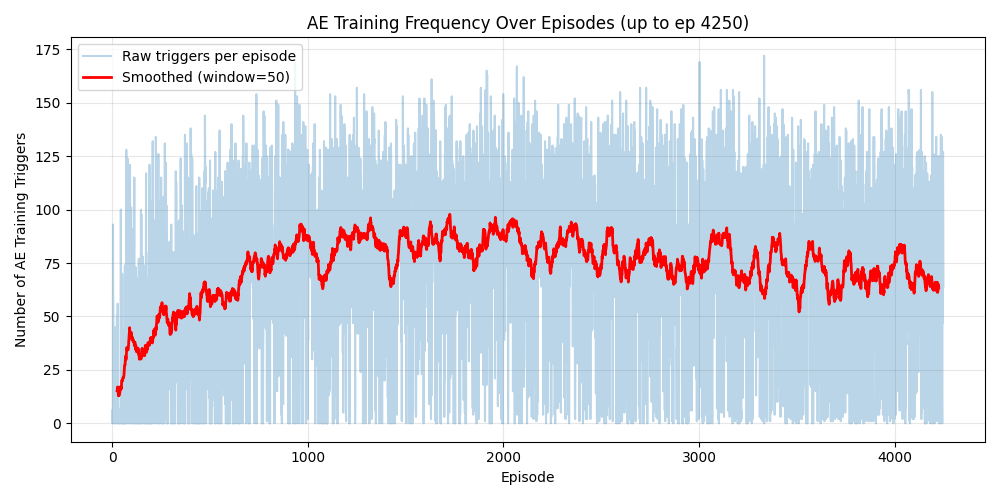 AE Training Frequency Over Episodes (up to ep 4250)
Raw triggers per episode
Smoothed (window=50)
Number of AE Training Triggers
175
150
125
100
75
50
25
0
0 1000 2000 3000 4000
Episode